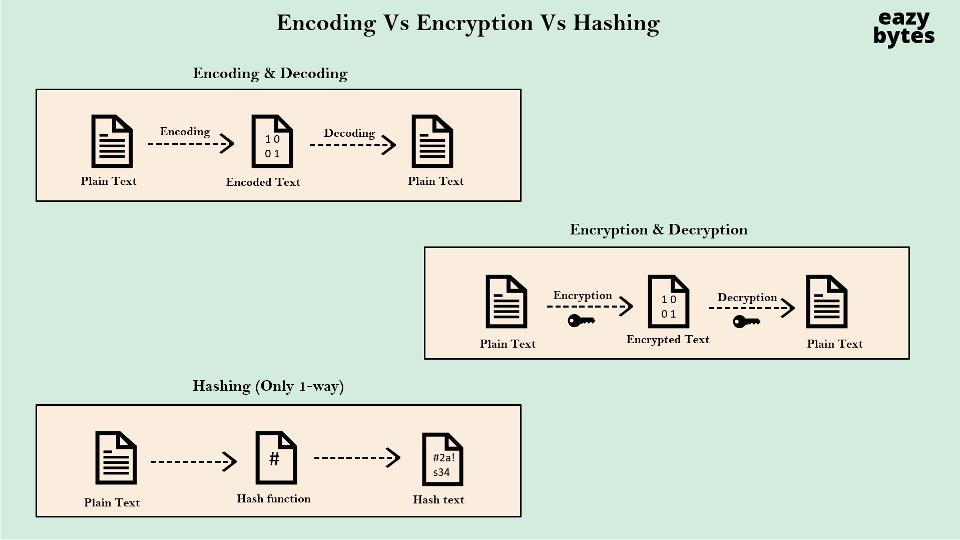 Encoding Vs Encryption Vs Hashing
eazy
bytes
Encoding & Decoding
Encoding
Decoding
1 0
0 1
Plain Text
Encoded Text
Plain Text
Encryption & Decryption
Encryption
Decryption
1 0
0 1
Plain Text
Encrypted Text
Plain Text
Hashing (Only 1-way)
#
#2a!
s34
Plain Text
Hash function
Hash text